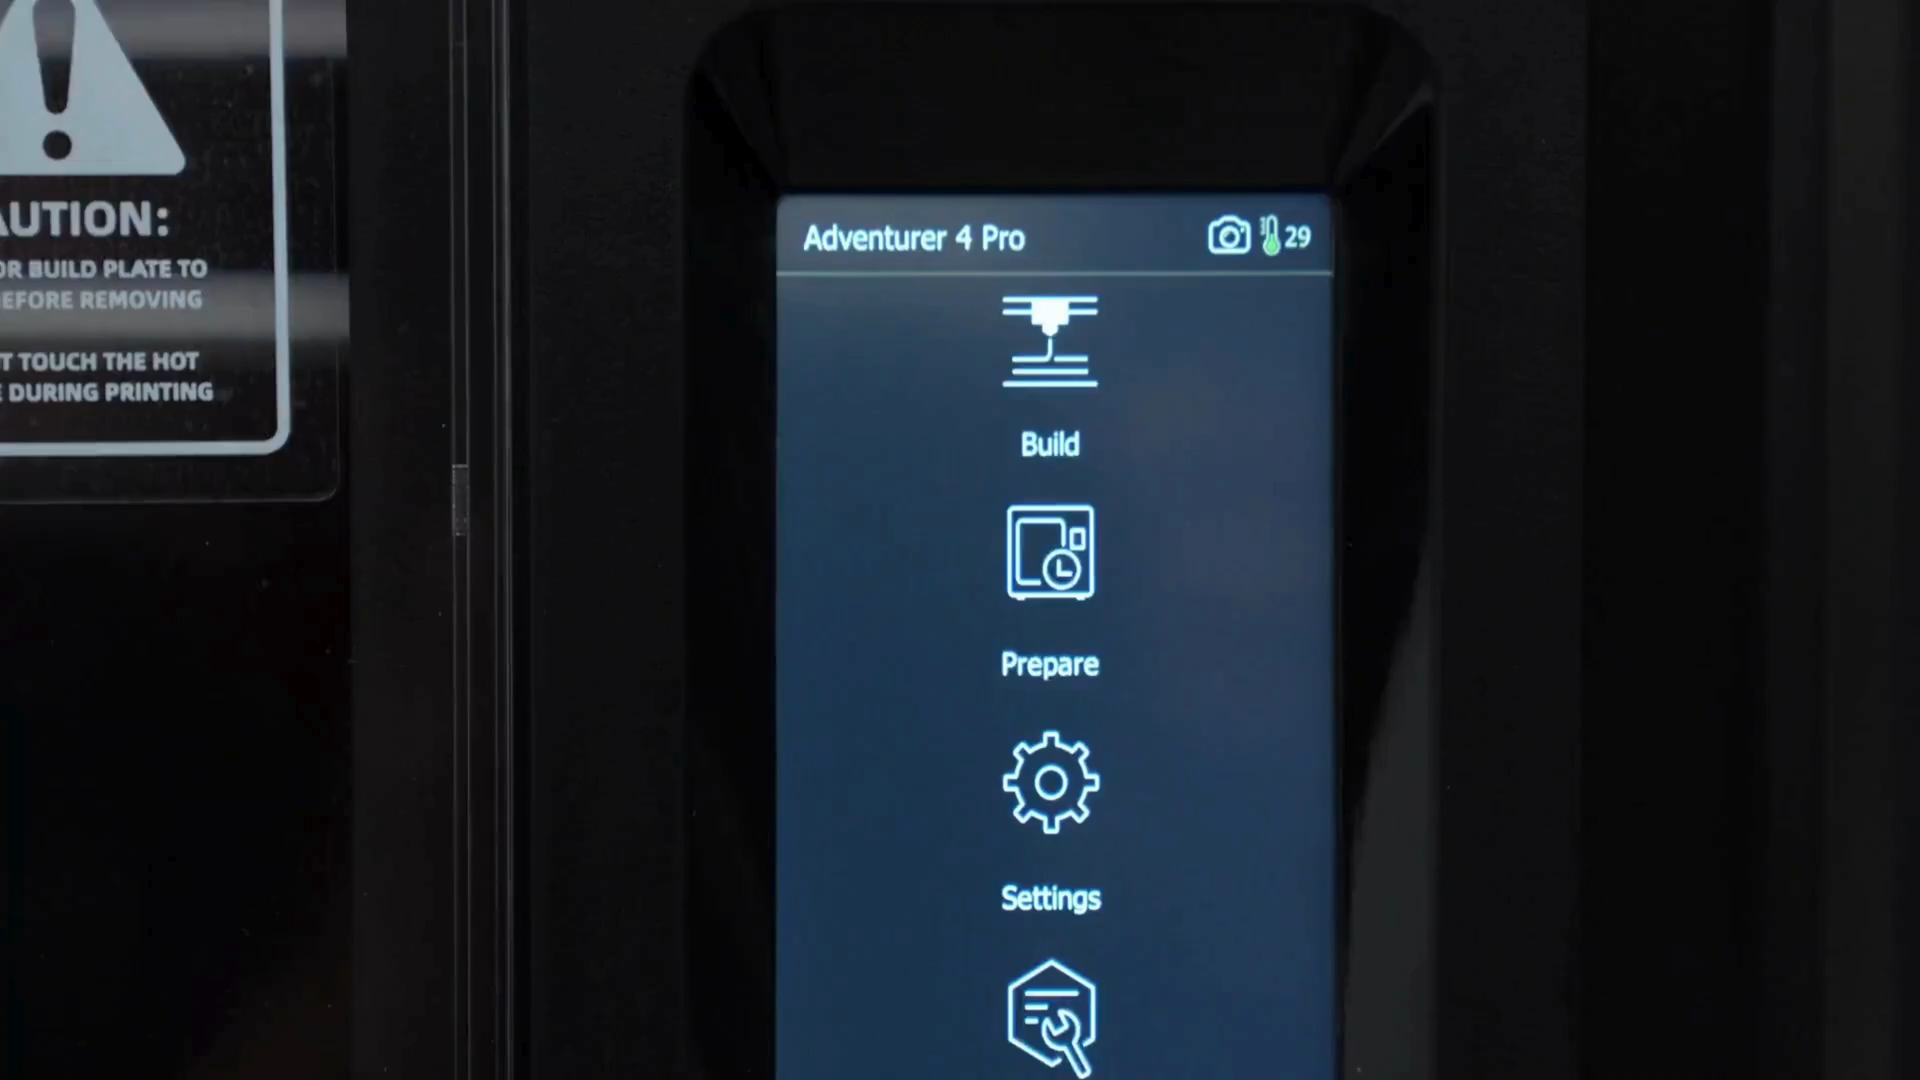 AUTION:
OR BUILD PLATE TO
EFORE REMOVING
T TOUCH THE HOT
DURING PRINTING
Adventurer 4 Pro
29
Build
Prepare
Settings